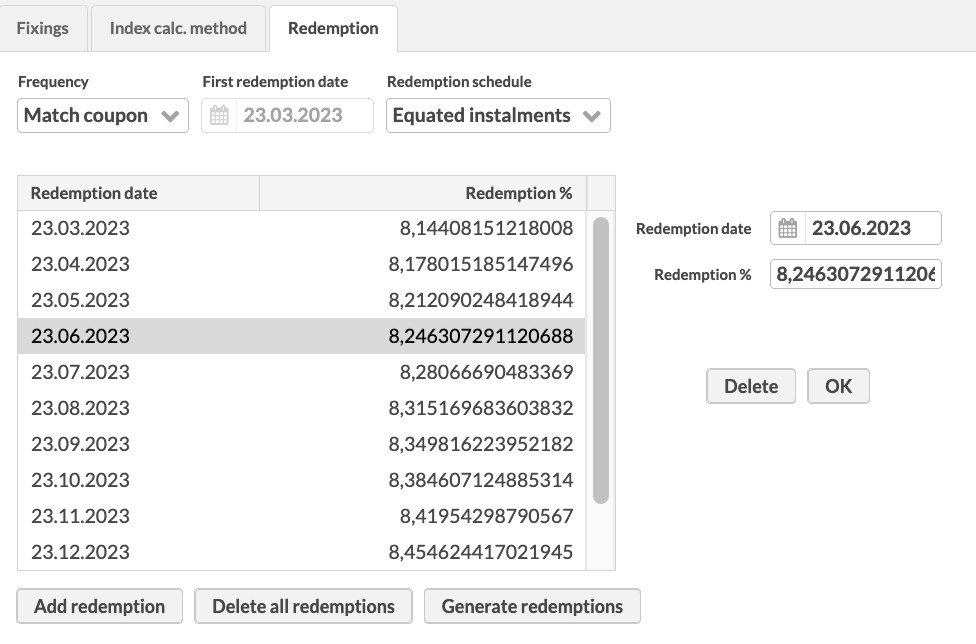 Fixings Index calc. method Redemption
Frequency First redemption date Redemption schedule
Match coupon 23.03.2023 Equated instalments
Redemption date Redemption %
23.03.2023 8,14408151218008
23.04.2023 8,178015185147496
23.05.2023 8,212090248418944
23.06.2023 8,246307291120688
23.07.2023 8,28066690483369
23.08.2023 8,315169683603832
23.09.2023 8,349816223952182
23.10.2023 8,384607124885314
23.11.2023 8,41954298790567
23.12.2023 8,454624417021945
Redemption date 23.06.2023
Redemption % 8,2463072911206
Delete OK
Add redemption Delete all redemptions Generate redemptions